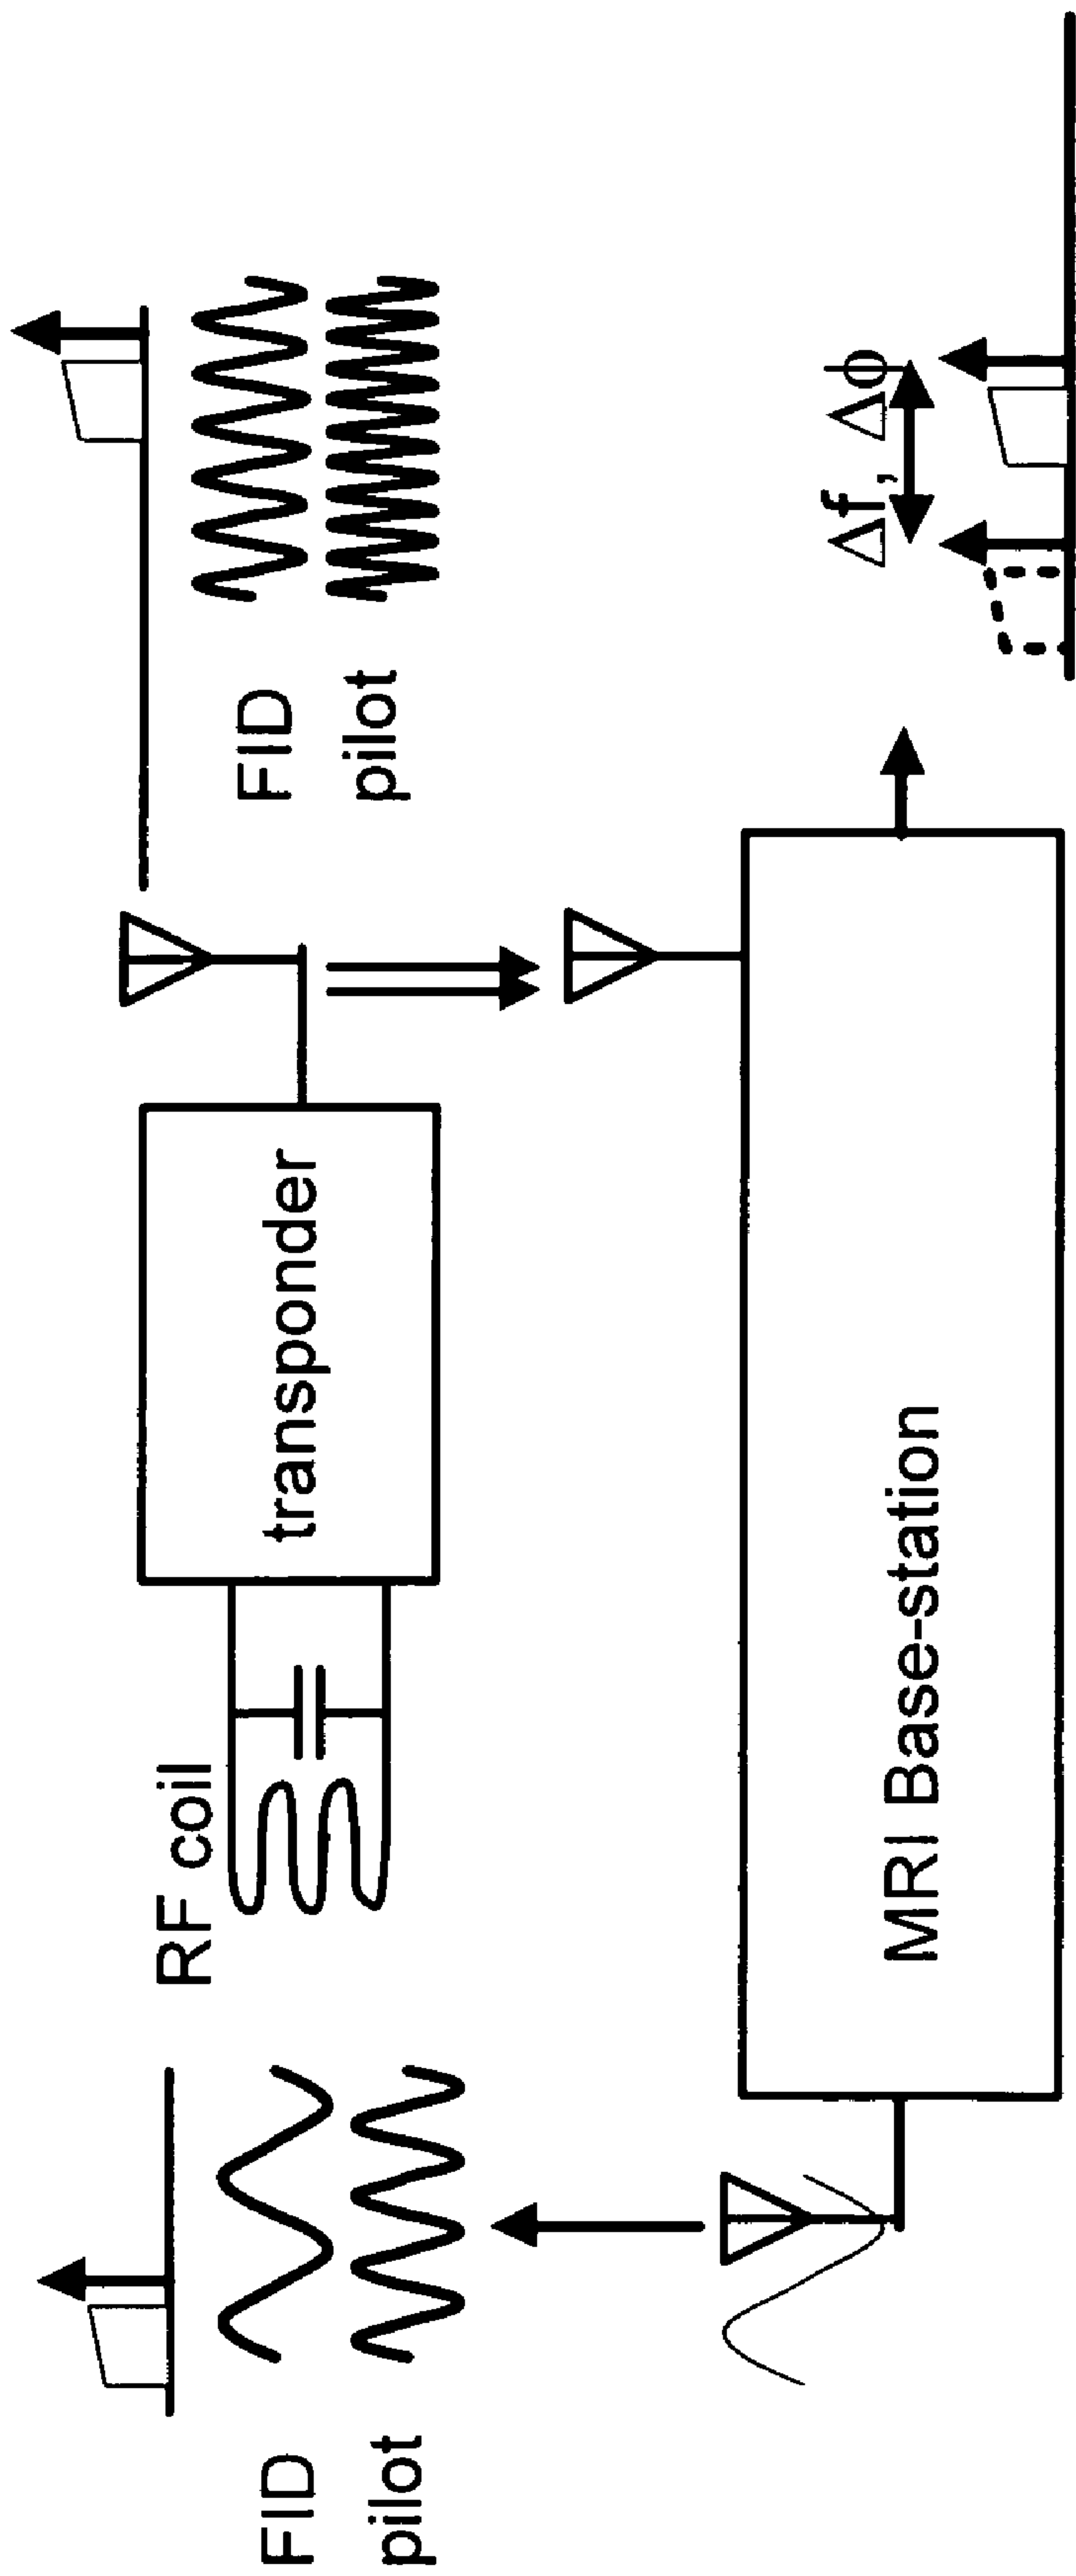 FID
pilot
RF coil
transponder
FID
pilot
MRI Base-station
Δf, Δϕ